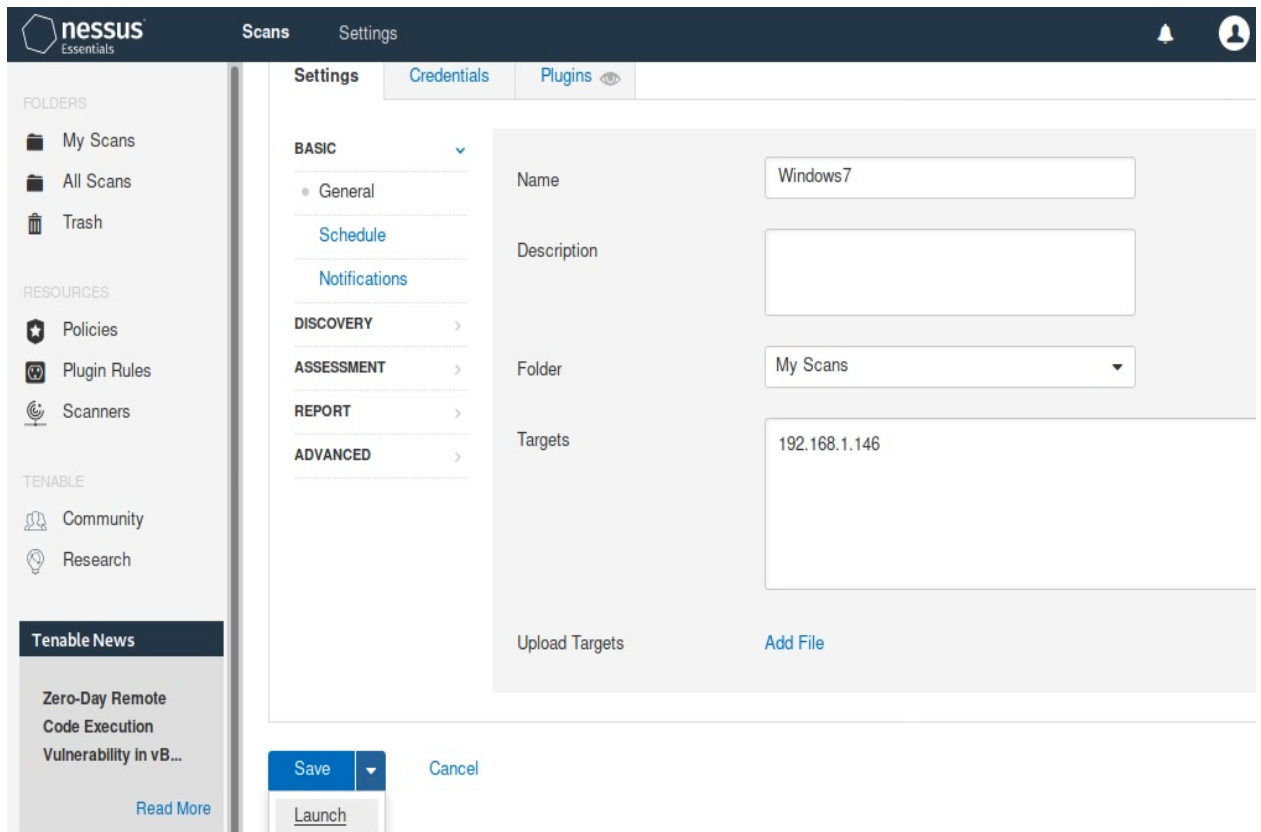 nessus
Essentials
Scans
Settings
FOLDERS
My Scans
All Scans
Trash
RESOURCES
Policies
Plugin Rules
Scanners
TENABLE
Community
Research
Tenable News
Zero-Day Remote
Code Execution
Vulnerability in vB...
Read More
Settings
Credentials
Plugins
BASIC
General
Schedule
Notifications
DISCOVERY
ASSESSMENT
REPORT
ADVANCED
Name
Windows7
Description
Folder
My Scans
Targets
192.168.1.146
Upload Targets
Add File
Save
Cancel
Launch